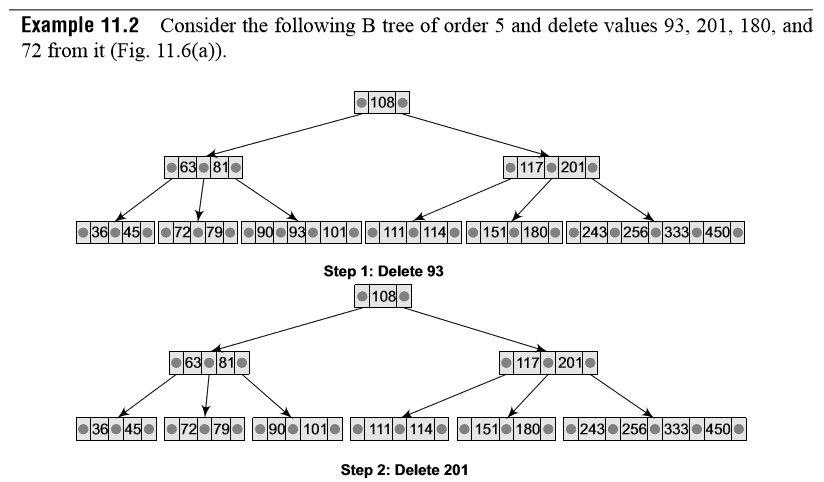 Example 11.2 Consider the following B tree of order 5 and delete values 93, 201, 180, and
72 from it (Fig. 11.6(a)).
108
63 81 117 201
36 45 72 79 90 93 101 111 114 151 180 243 256 333 450
Step 1: Delete 93
108
63 81 117 201
36 45 72 79 90 101 111 114 151 180 243 256 333 450
Step 2: Delete 201